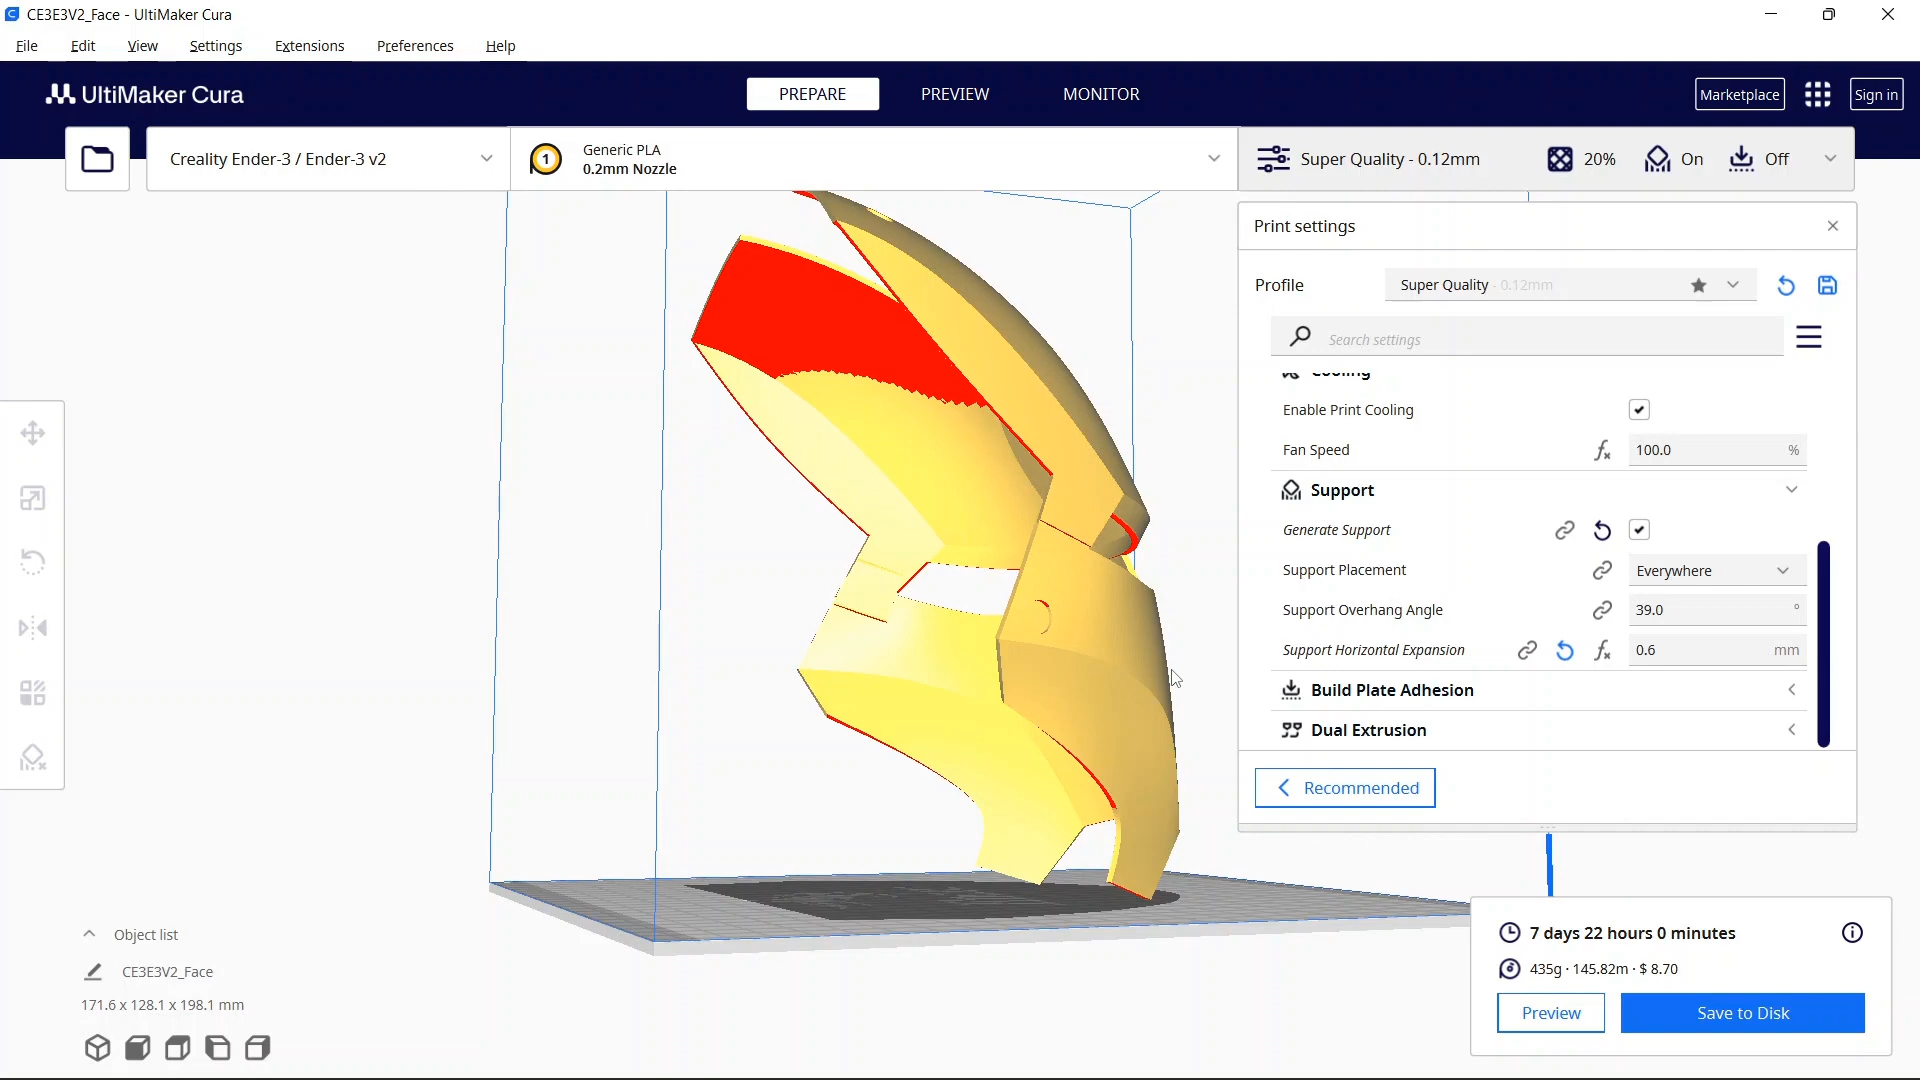 CE3E3V2_Face - UltiMaker Cura
File Edit View Settings Extensions Preferences Help
UltiMaker Cura
PREPARE PREVIEW MONITOR
Marketplace Sign in
Creality Ender-3 / Ender-3 v2
1
Generic PLA
0.2mm Nozzle
Super Quality - 0.12mm 20% On Off
Print settings
Profile Super Quality - 0.12mm
Search settings
Cooling
Enable Print Cooling
Fan Speed 100.0 %
Support
Generate Support
Support Placement Everywhere
Support Overhang Angle 39.0 °
Support Horizontal Expansion 0.6 mm
Build Plate Adhesion
Dual Extrusion
Recommended
Object list
CE3E3V2_Face
171.6 x 128.1 x 198.1 mm
7 days 22 hours 0 minutes
435g · 145.82m · $ 8.70
Preview Save to Disk